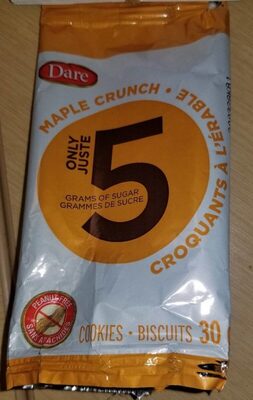 Dare
MAPLE CRUNCH • CROQUANTS À L'ÉRABLE
ONLY
JUSTE
5
GRAMS OF SUGAR
GRAMMES DE SUCRE
PEANUT FREE
SANS ARACHIDES
COOKIES • BISCUITS 30